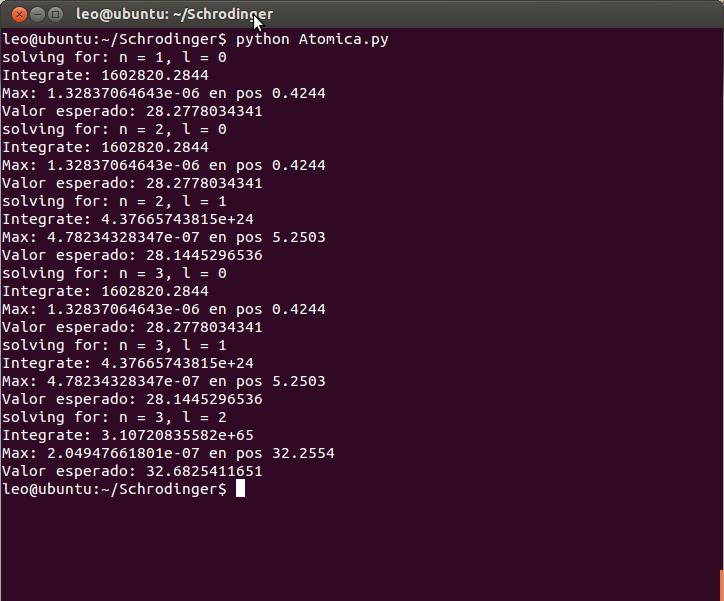 leo@ubuntu: ~/Schrodinger
leo@ubuntu:~/Schrodinger$ python Atomica.py
solving for: n = 1, l = 0
Integrate: 1602820.2844
Max: 1.32837064643e-06 en pos 0.4244
Valor esperado: 28.2778034341
solving for: n = 2, l = 0
Integrate: 1602820.2844
Max: 1.32837064643e-06 en pos 0.4244
Valor esperado: 28.2778034341
solving for: n = 2, l = 1
Integrate: 4.37665743815e+24
Max: 4.78234328347e-07 en pos 5.2503
Valor esperado: 28.1445296536
solving for: n = 3, l = 0
Integrate: 1602820.2844
Max: 1.32837064643e-06 en pos 0.4244
Valor esperado: 28.2778034341
solving for: n = 3, l = 1
Integrate: 4.37665743815e+24
Max: 4.78234328347e-07 en pos 5.2503
Valor esperado: 28.1445296536
solving for: n = 3, l = 2
Integrate: 3.10720835582e+65
Max: 2.04947661801e-07 en pos 32.2554
Valor esperado: 32.6825411651
leo@ubuntu:~/Schrodinger$